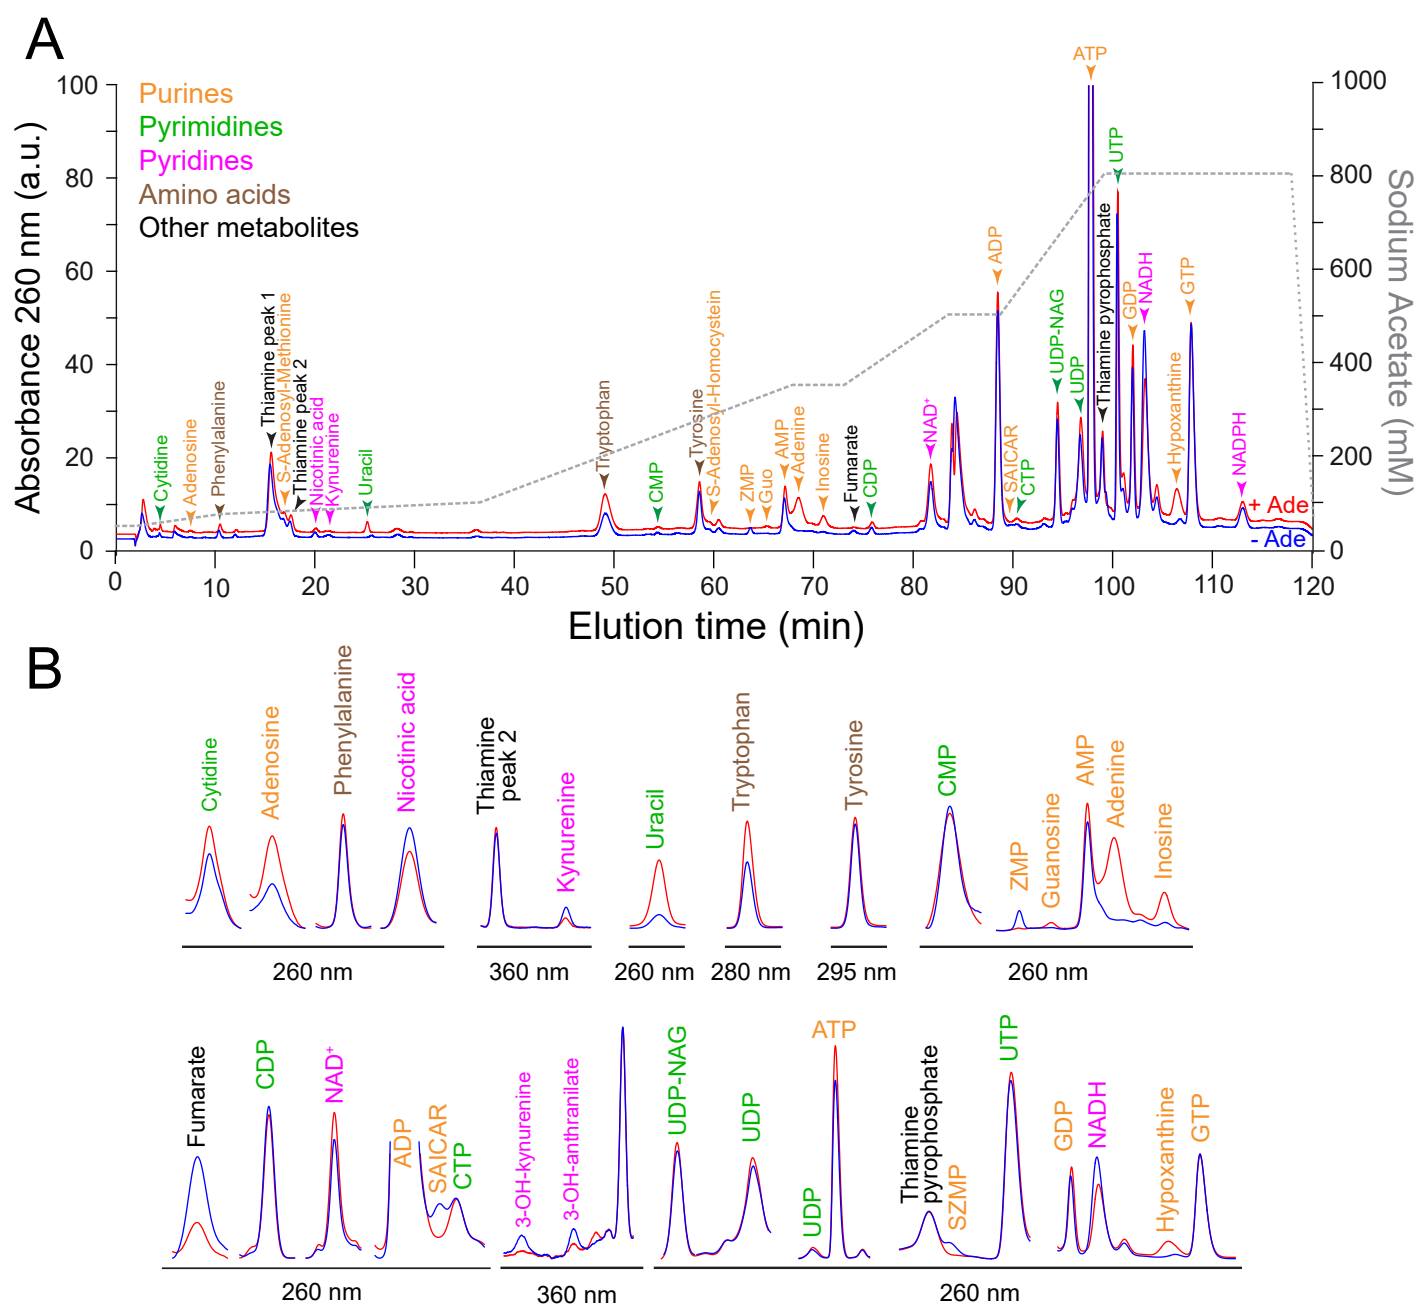 A
100
80
60
40
20
0
Absorbance 260 nm (a.u.)
Purines
Pyrimidines
Pyridines
Amino acids
Other metabolites
Cytidine
Adenosine
Phenylalanine
Thiamine peak 1
S-Adenosyl-Methionine
Thiamine peak 2
Nicotinic acid
Kynurenine
Uracil
Tryptophan
CMP
Tyrosine
S-Adenosyl-Homocystein
ZMP
Guo
AMP
Adenine
Inosine
Fumarate
CDP
NAD+
ADP
SAICAR
CTP
UDP-NAG
UDP
ATP
Thiamine pyrophosphate
UTP
GDP
NADH
Hypoxanthine
GTP
NADPH
+ Ade
- Ade
1000
800
600
400
200
0
Sodium Acetate (mM)
0 10 20 30 40 50 60 70 80 90 100 110 120
Elution time (min)
B
Cytidine
Adenosine
Phenylalanine
Nicotinic acid
Thiamine
peak 2
Kynurenine
Uracil
Tryptophan
Tyrosine
CMP
ZMP
Guanosine
AMP
Adenine
Inosine
260 nm
360 nm
260 nm
280 nm
295 nm
260 nm
Fumarate
CDP
NAD+
ADP
SAICAR
CTP
3-OH-kynurenine
3-OH-anthranilate
UDP-NAG
UDP
UDP
ATP
Thiamine
pyrophosphate
SZMP
UTP
GDP
NADH
Hypoxanthine
GTP
260 nm
360 nm
260 nm